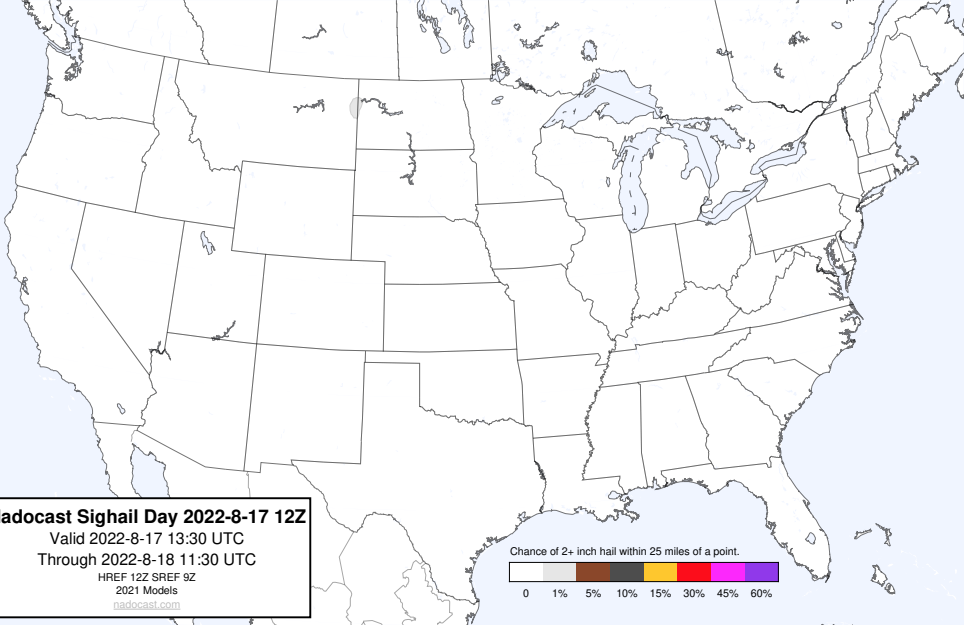 adocast Sighail Day 2022-8-17 12Z
Valid 2022-8-17 13:30 UTC
Through 2022-8-18 11:30 UTC
HREF 12Z SREF 9Z
2021 Models
nadocast.com
Chance of 2+ inch hail within 25 miles of a point.
0 1% 5% 10% 15% 30% 45% 60%